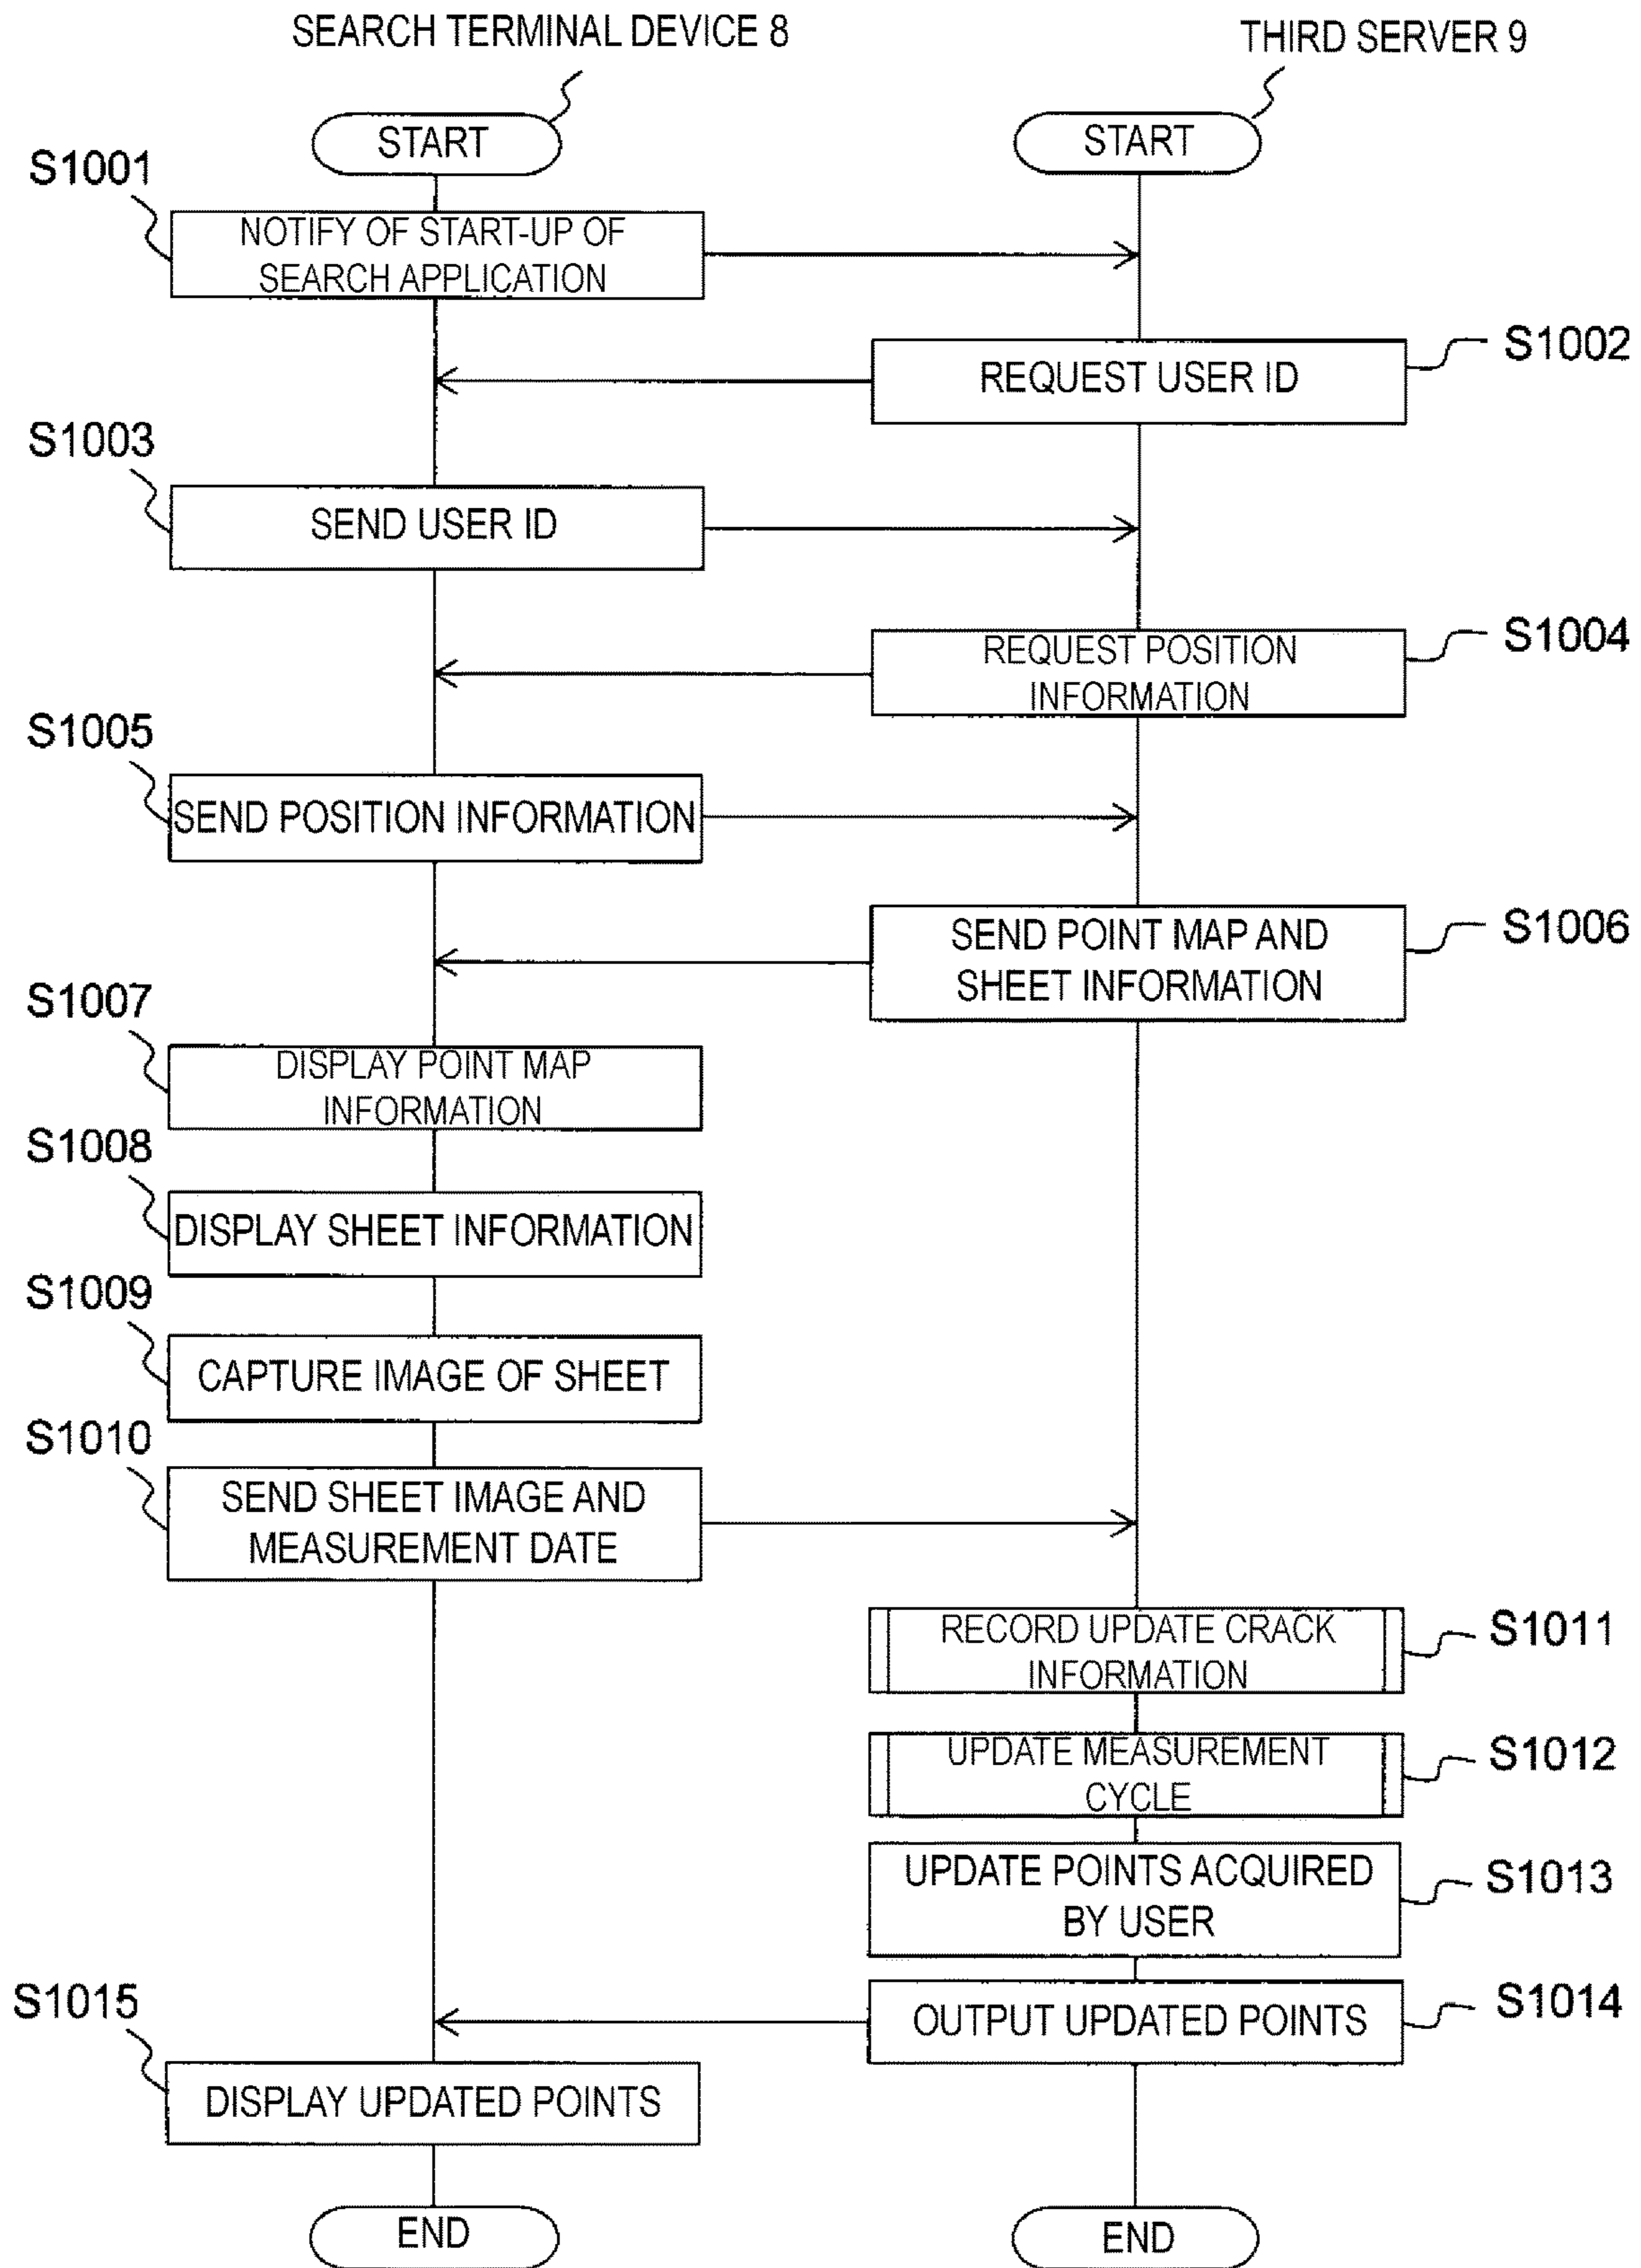 SEARCH TERMINAL DEVICE 8
THIRD SERVER 9
START
START
S1001
NOTIFY OF START-UP OF
SEARCH APPLICATION
S1002
REQUEST USER ID
S1003
SEND USER ID
S1004
REQUEST POSITION
INFORMATION
S1005
SEND POSITION INFORMATION
S1006
SEND POINT MAP AND
SHEET INFORMATION
S1007
DISPLAY POINT MAP
INFORMATION
S1008
DISPLAY SHEET INFORMATION
S1009
CAPTURE IMAGE OF SHEET
S1010
SEND SHEET IMAGE AND
MEASUREMENT DATE
S1011
RECORD UPDATE CRACK
INFORMATION
S1012
UPDATE MEASUREMENT
CYCLE
S1013
UPDATE POINTS ACQUIRED
BY USER
S1014
OUTPUT UPDATED POINTS
S1015
DISPLAY UPDATED POINTS
END
END